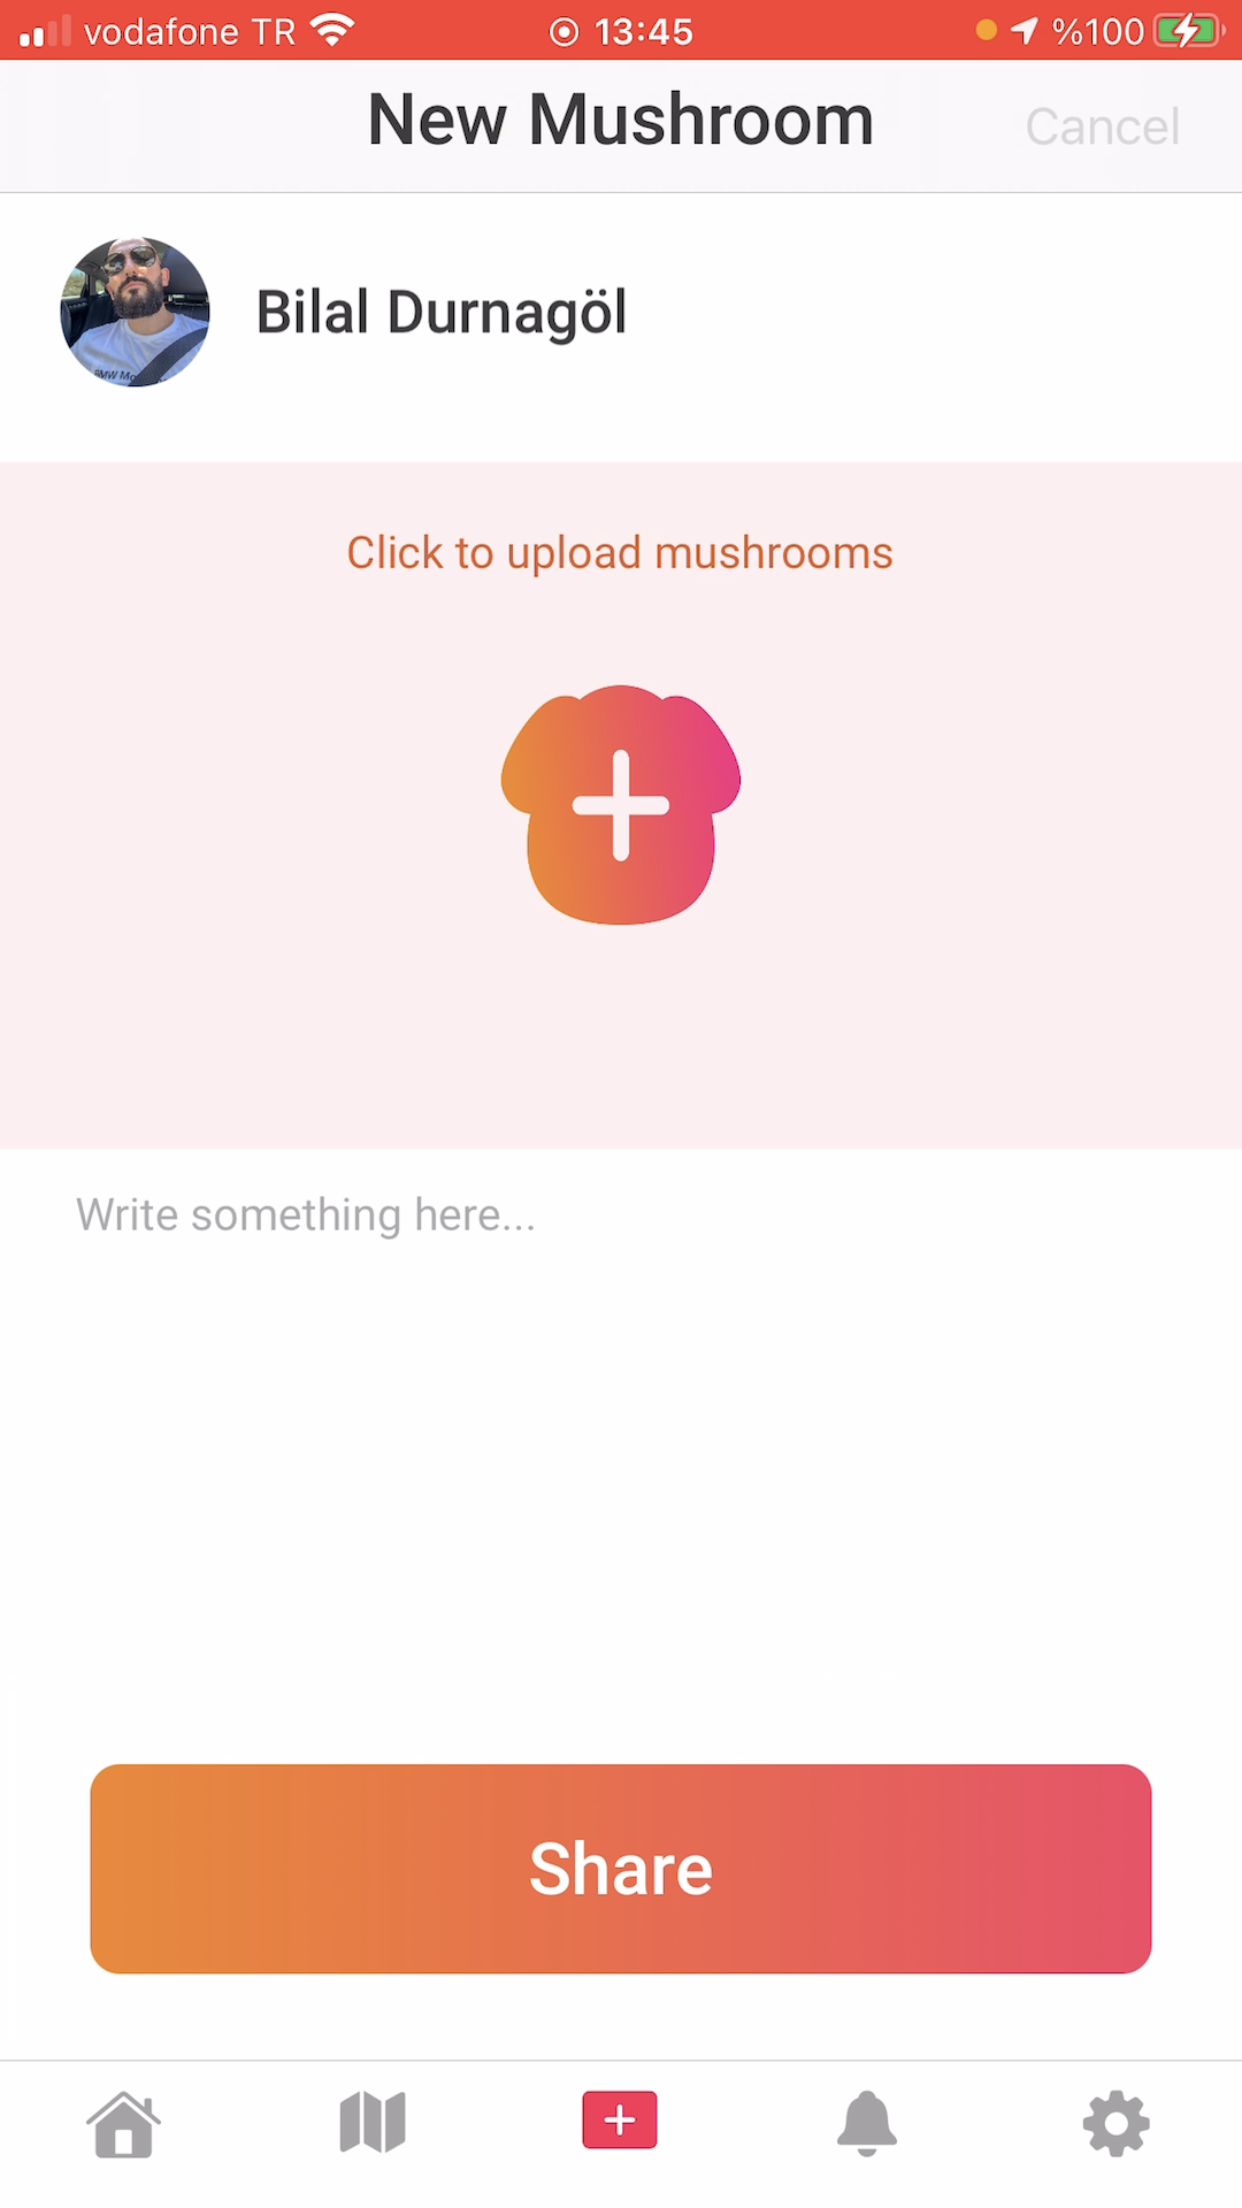 vodafone TR 13:45 %100
New Mushroom
Cancel
Bilal Durnagöl
Click to upload mushrooms
Write something here...
Share